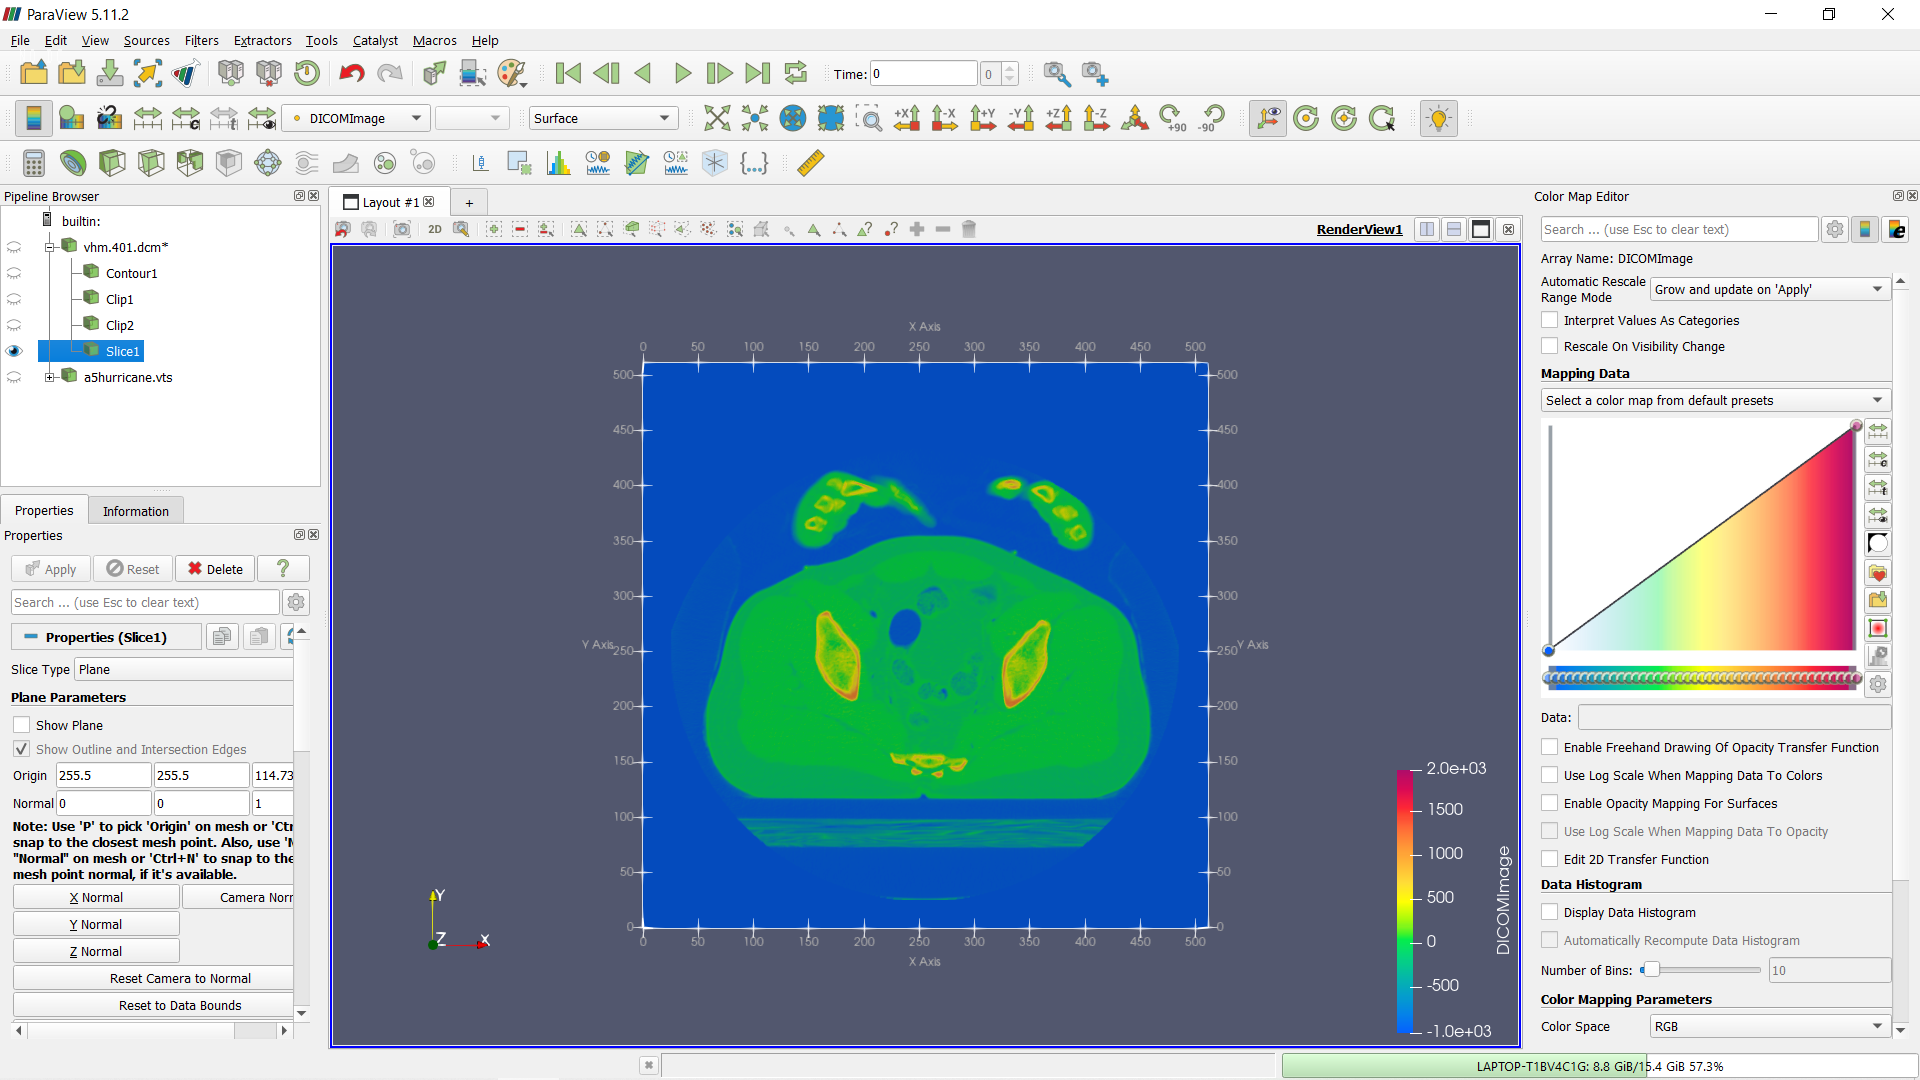 ParaView 5.11.2
File Edit View Sources Filters Extractors Tools Catalyst Macros Help
Time: 0 0
DICOMImage Surface +X -X +Y -Y +Z -Z +90 -90
Pipeline Browser
builtin:
vhm.401.dcm*
Contour1
Clip1
Clip2
Slice1
a5hurricane.vts
Properties Information
Properties
Apply Reset Delete ?
Search ... (use Esc to clear text)
Properties (Slice1)
Slice Type Plane
Plane Parameters
Show Plane
Show Outline and Intersection Edges
Origin 255.5 255.5 114.73
Normal 0 0 1
Note: Use 'P' to pick 'Origin' on mesh or 'Ctr
snap to the closest mesh point. Also, use 'N
"Normal" on mesh or 'Ctrl+N' to snap to the
mesh point normal, if it's available.
X Normal Camera Norr
Y Normal
Z Normal
Reset Camera to Normal
Reset to Data Bounds
Layout #1 +
2D RenderView1
X Axis
0 50 100 150 200 250 300 350 400 450 500
500 500
450 450
400 400
350 350
300 300
Y Axis 250 250 Y Axis
200 200
150 150
100 100
50 50
0 0
0 50 100 150 200 250 300 350 400 450 500
X Axis
Y
Z X
DICOMImage
2.0e+03
1500
1000
500
0
-500
-1.0e+03
Color Map Editor
Search ... (use Esc to clear text)
Array Name: DICOMImage
Automatic Rescale
Range Mode
Grow and update on 'Apply'
Interpret Values As Categories
Rescale On Visibility Change
Mapping Data
Select a color map from default presets
Data:
Enable Freehand Drawing Of Opacity Transfer Function
Use Log Scale When Mapping Data To Colors
Enable Opacity Mapping For Surfaces
Use Log Scale When Mapping Data To Opacity
Edit 2D Transfer Function
Data Histogram
Display Data Histogram
Automatically Recompute Data Histogram
Number of Bins: 10
Color Mapping Parameters
Color Space RGB
LAPTOP-T1BV4C1G: 8.8 GiB/15.4 GiB 57.3%